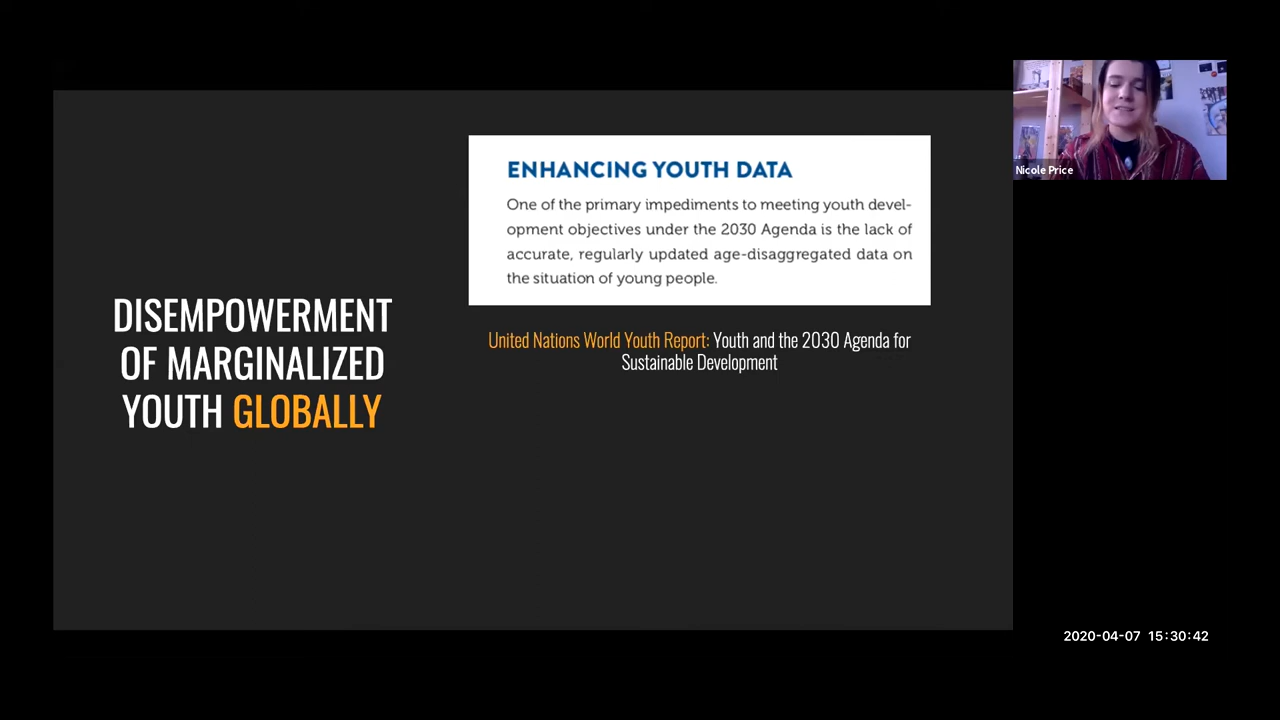 DISEMPOWERMENT
OF MARGINALIZED
YOUTH GLOBALLY
ENHANCING YOUTH DATA
One of the primary impediments to meeting youth devel-
opment objectives under the 2030 Agenda is the lack of
accurate, regularly updated age-disaggregated data on
the situation of young people.
United Nations World Youth Report: Youth and the 2030 Agenda for
Sustainable Development
Nicole Price
2020-04-07 15:30:42